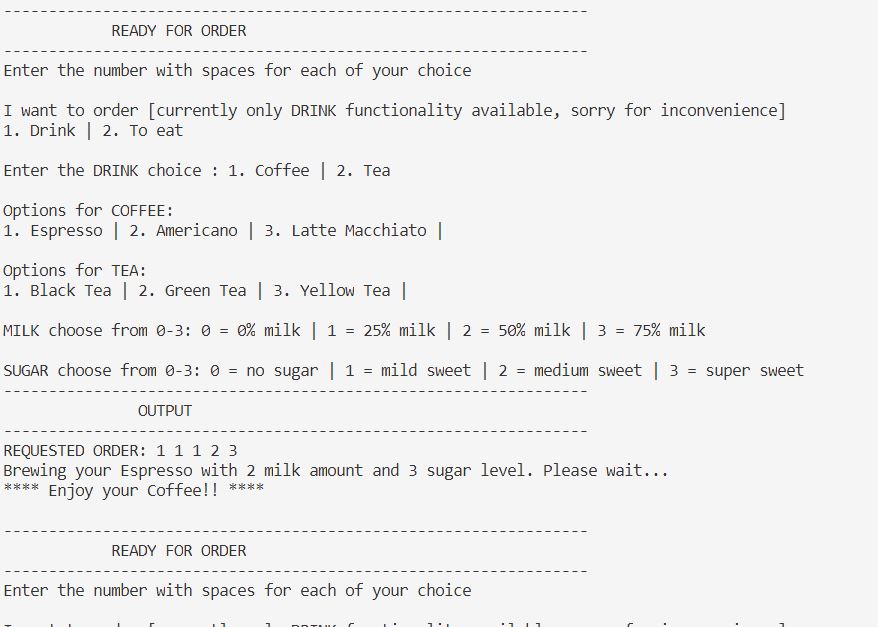 -----------------------------------------------------------------
READY FOR ORDER
-----------------------------------------------------------------
Enter the number with spaces for each of your choice
I want to order [currently only DRINK functionality available, sorry for inconvenience]
1. Drink | 2. To eat
Enter the DRINK choice : 1. Coffee | 2. Tea
Options for COFFEE:
1. Espresso | 2. Americano | 3. Latte Macchiato |
Options for TEA:
1. Black Tea | 2. Green Tea | 3. Yellow Tea |
MILK choose from 0-3: 0 = 0% milk | 1 = 25% milk | 2 = 50% milk | 3 = 75% milk
SUGAR choose from 0-3: 0 = no sugar | 1 = mild sweet | 2 = medium sweet | 3 = super sweet
-----------------------------------------------------------------
OUTPUT
-----------------------------------------------------------------
REQUESTED ORDER: 1 1 1 2 3
Brewing your Espresso with 2 milk amount and 3 sugar level. Please wait...
**** Enjoy your Coffee!! ****
-----------------------------------------------------------------
READY FOR ORDER
-----------------------------------------------------------------
Enter the number with spaces for each of your choice